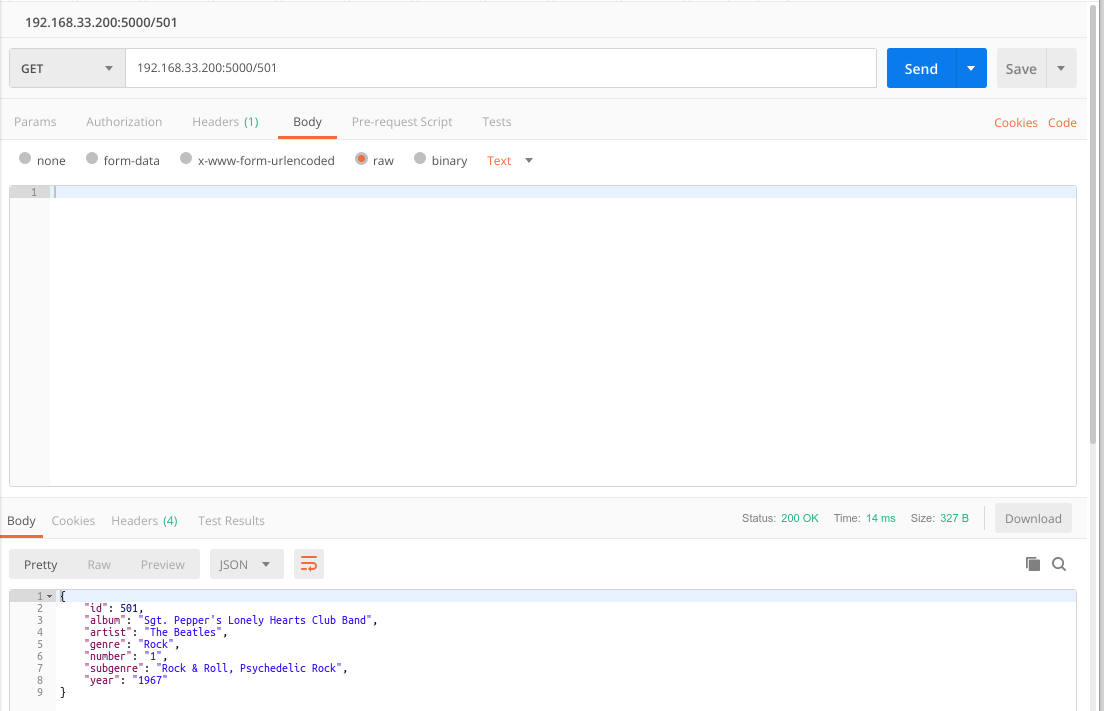 192.168.33.200:5000/501
GET 192.168.33.200:5000/501 Send Save
Params Authorization Headers (1) Body Pre-request Script Tests Cookies Code
none form-data x-www-form-urlencoded raw binary Text
1
Body Cookies Headers (4) Test Results Status: 200 OK Time: 14 ms Size: 327 B Download
Pretty Raw Preview JSON
1 {
2 "id": 501,
3 "album": "Sgt. Pepper's Lonely Hearts Club Band",
4 "artist": "The Beatles",
5 "genre": "Rock",
6 "number": "1",
7 "subgenre": "Rock & Roll, Psychedelic Rock",
8 "year": "1967"
9 }